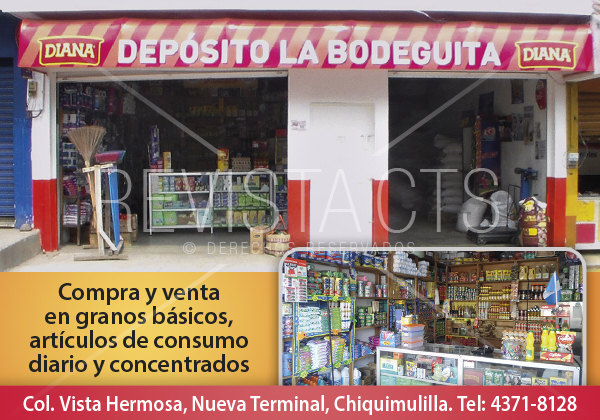 DIANA DEPÓSITO LA BODEGUITA DIANA
REVISTACTS
© DERECHOS RESERVADOS
Compra y venta
en granos básicos,
artículos de consumo
diario y concentrados
Col. Vista Hermosa, Nueva Terminal, Chiquimulilla. Tel: 4371-8128